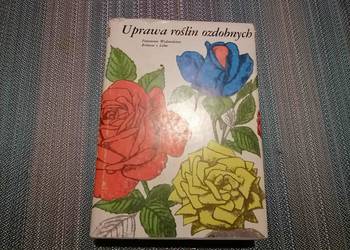 Uprawa roślin ozdobnych
Państwowe Wydawnictwo
Rolnicze i Leśne